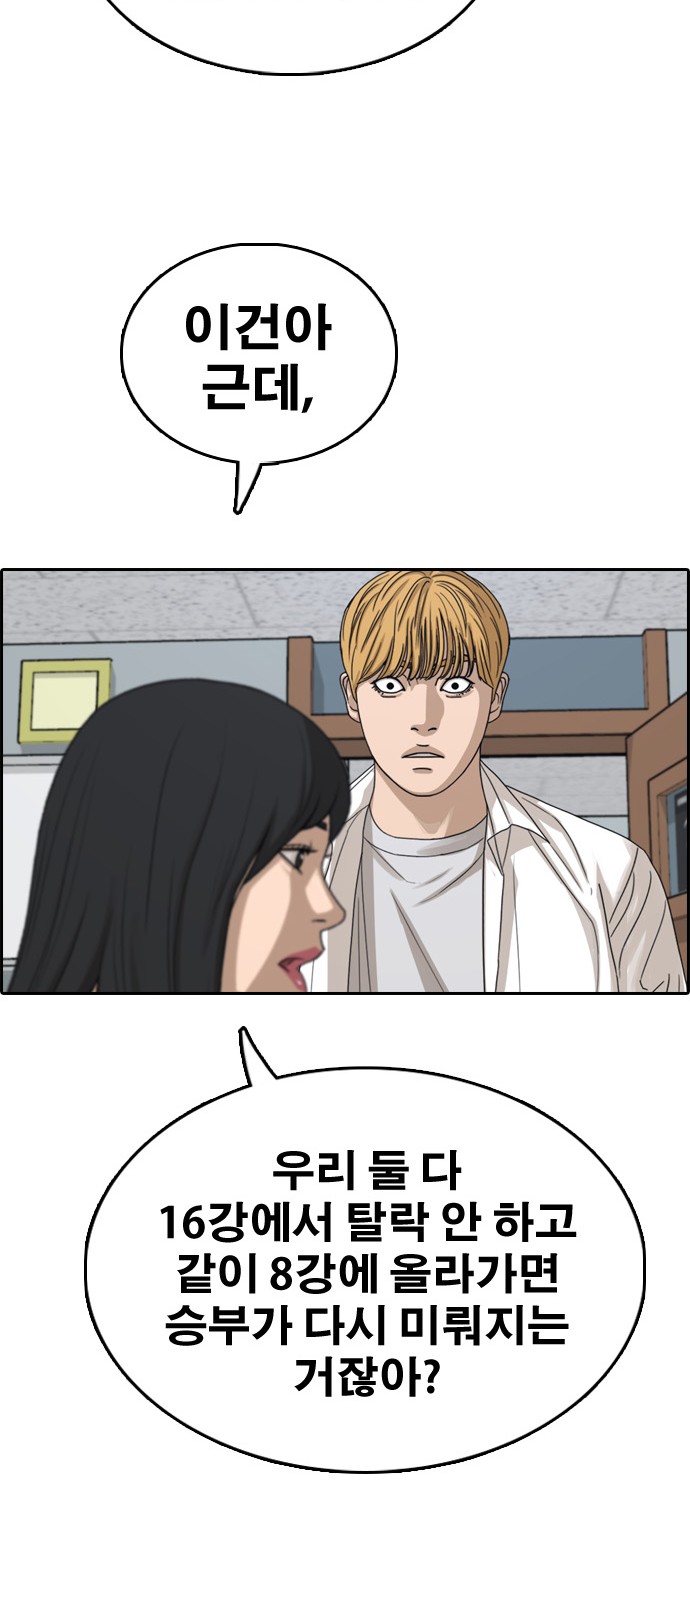 이건아
근데,
우리 둘 다
16강에서 탈락 안 하고
같이 8강에 올라가면
승부가 다시 미뤄지는
거잖아?